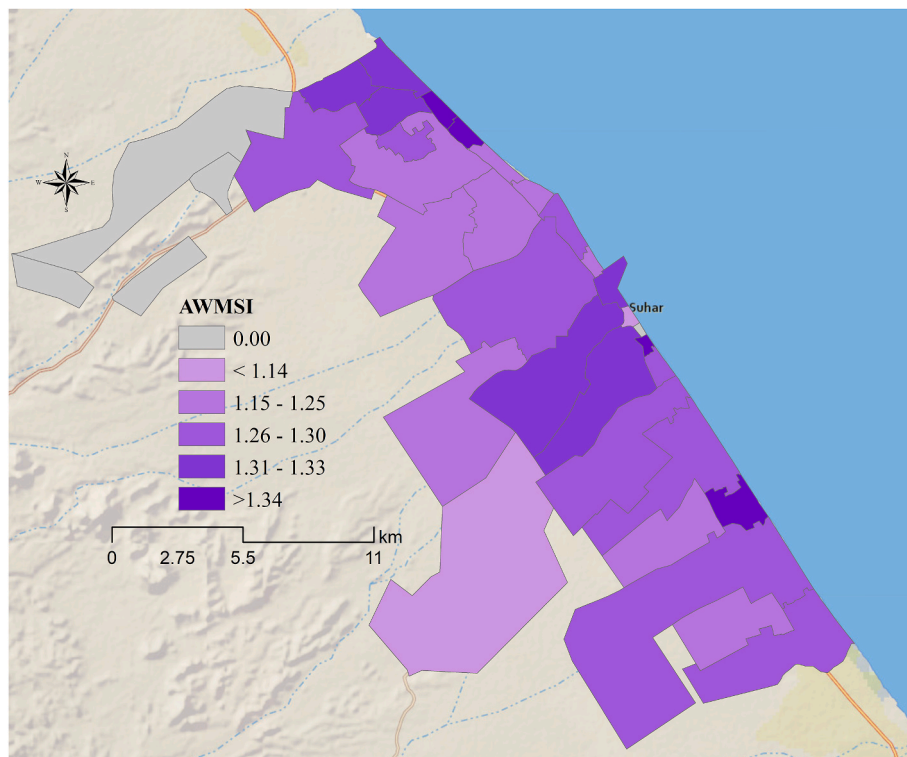 N
W E
S
Suhar
AWMSI
0.00
< 1.14
1.15 - 1.25
1.26 - 1.30
1.31 - 1.33
>1.34
km
0 2.75 5.5 11